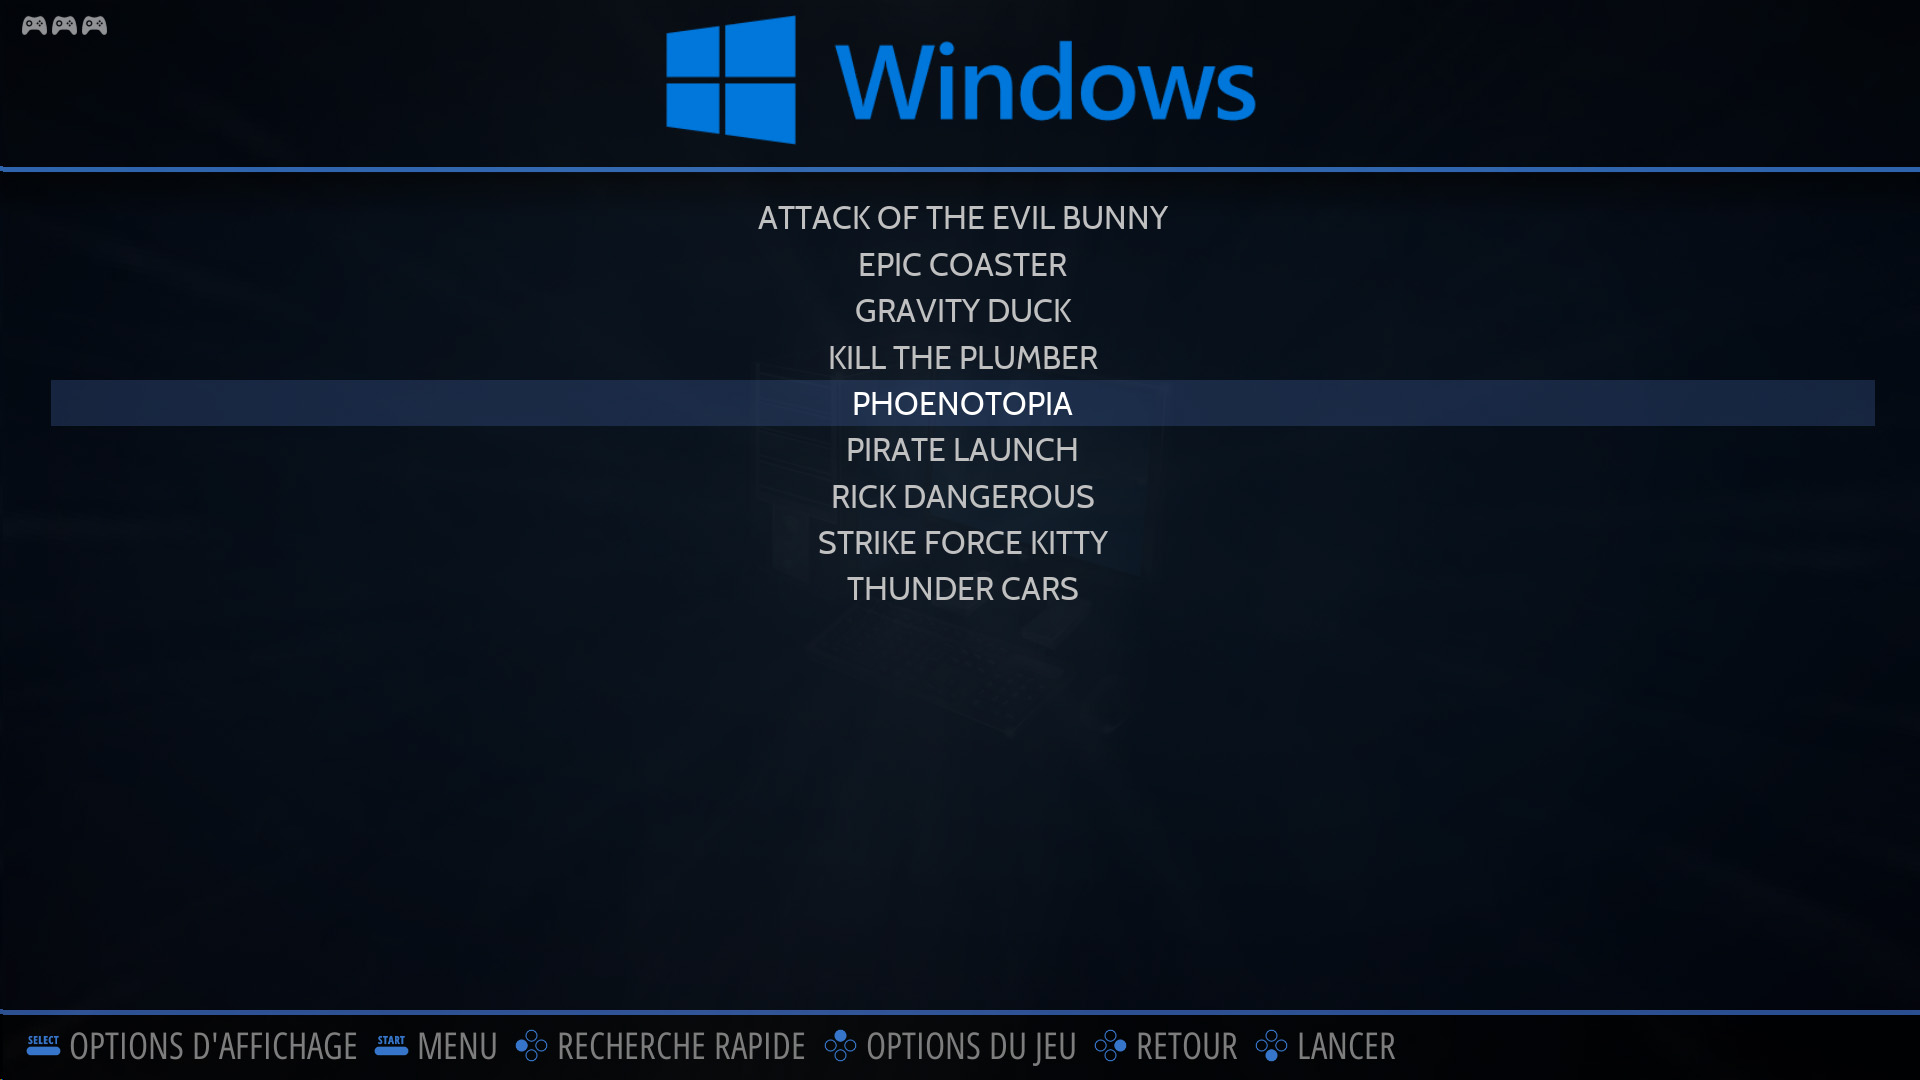 Windows
ATTACK OF THE EVIL BUNNY
EPIC COASTER
GRAVITY DUCK
KILL THE PLUMBER
PHOENOTOPIA
PIRATE LAUNCH
RICK DANGEROUS
STRIKE FORCE KITTY
THUNDER CARS
SELECT OPTIONS D'AFFICHAGE START MENU RECHERCHE RAPIDE OPTIONS DU JEU RETOUR LANCER